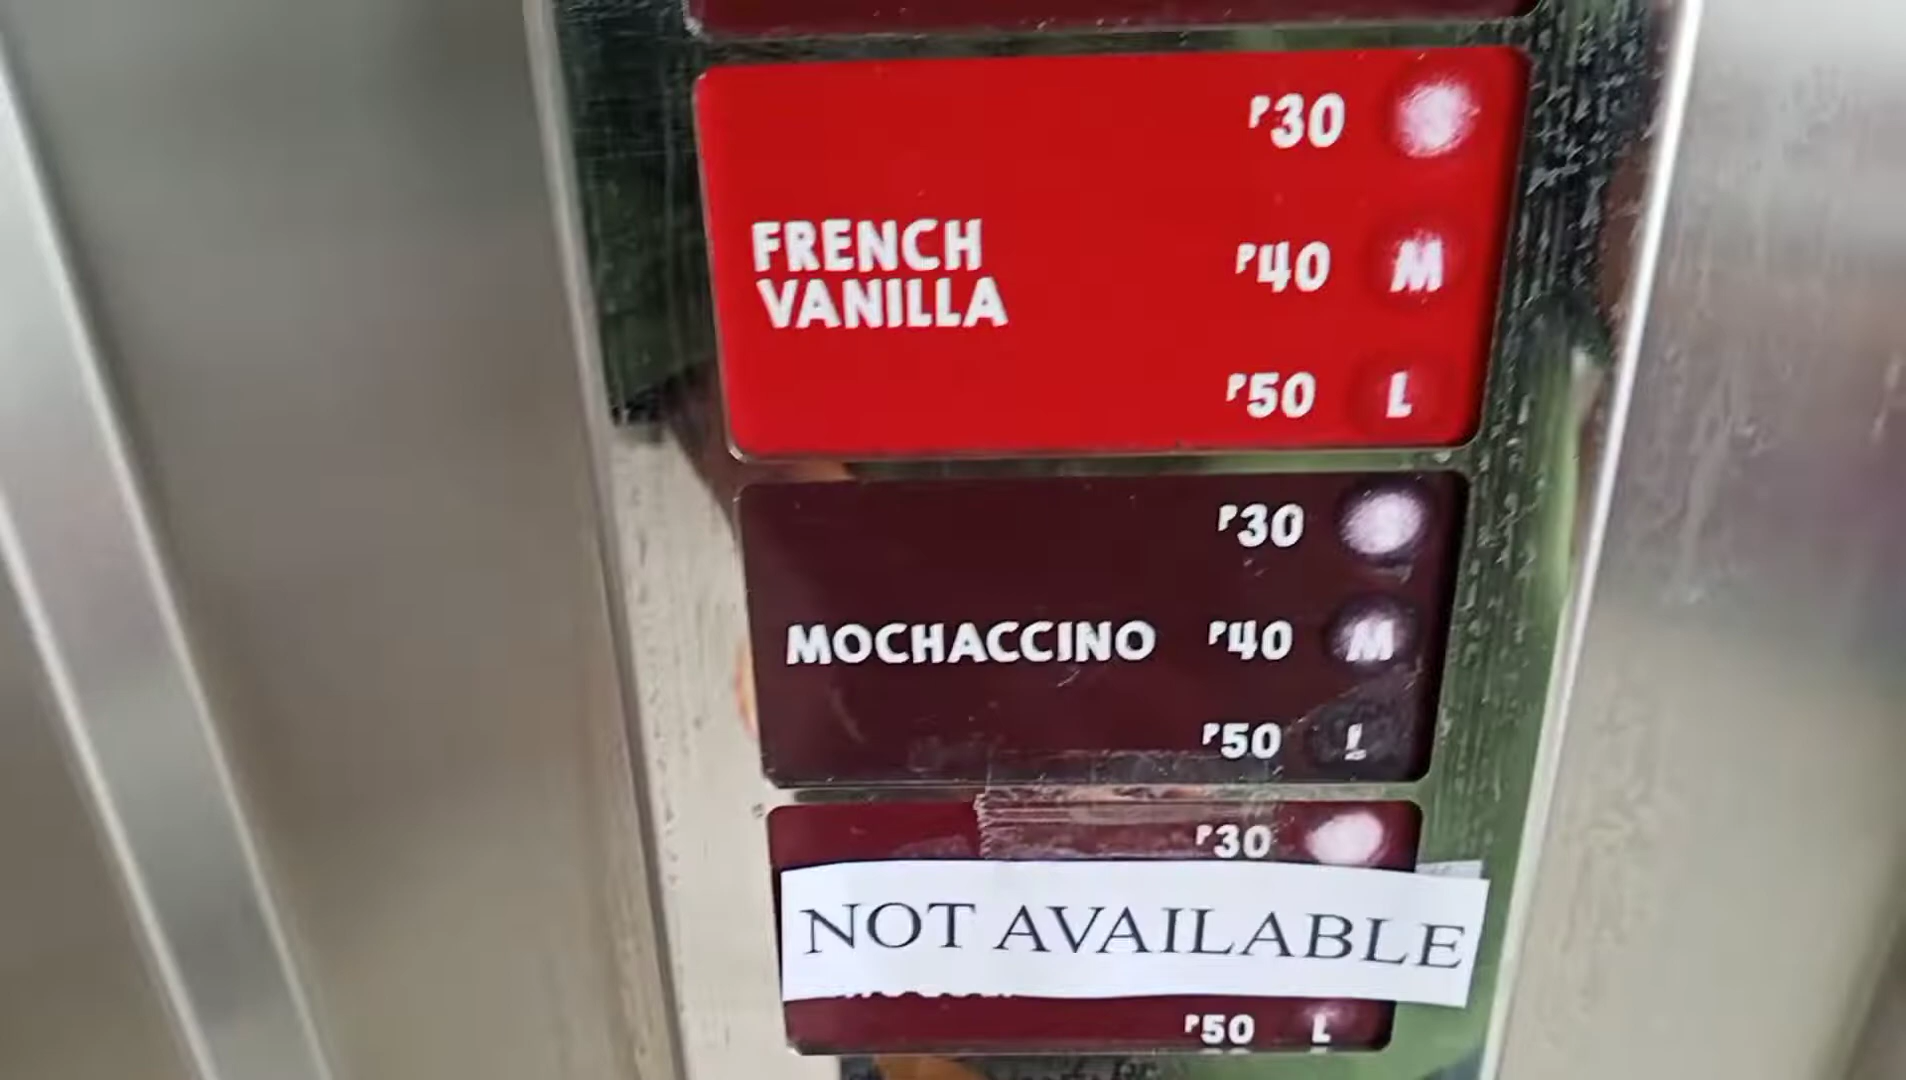 ₱30 S
FRENCH
VANILLA
₱40 M
₱50 L
₱30 S
MOCHACCINO ₱40 M
₱50 L
₱30
NOT AVAILABLE
₱50 L